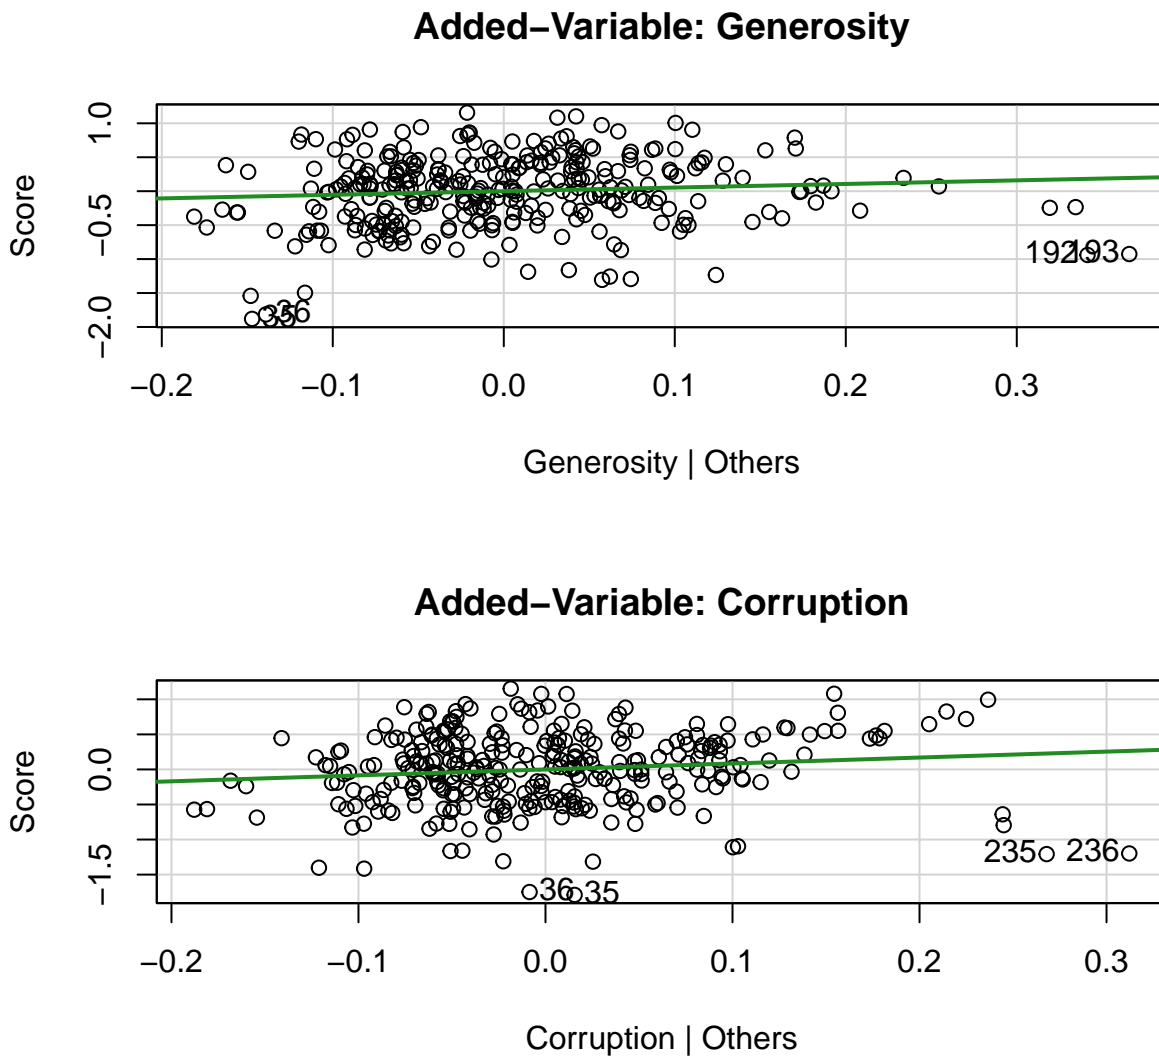 Added−Variable: Generosity
Score
1.0
−0.5
−2.0
192
193
36
35
−0.2 −0.1 0.0 0.1 0.2 0.3
Generosity | Others
Added−Variable: Corruption
Score
0.0
−1.5
235
236
36
35
−0.2 −0.1 0.0 0.1 0.2 0.3
Corruption | Others